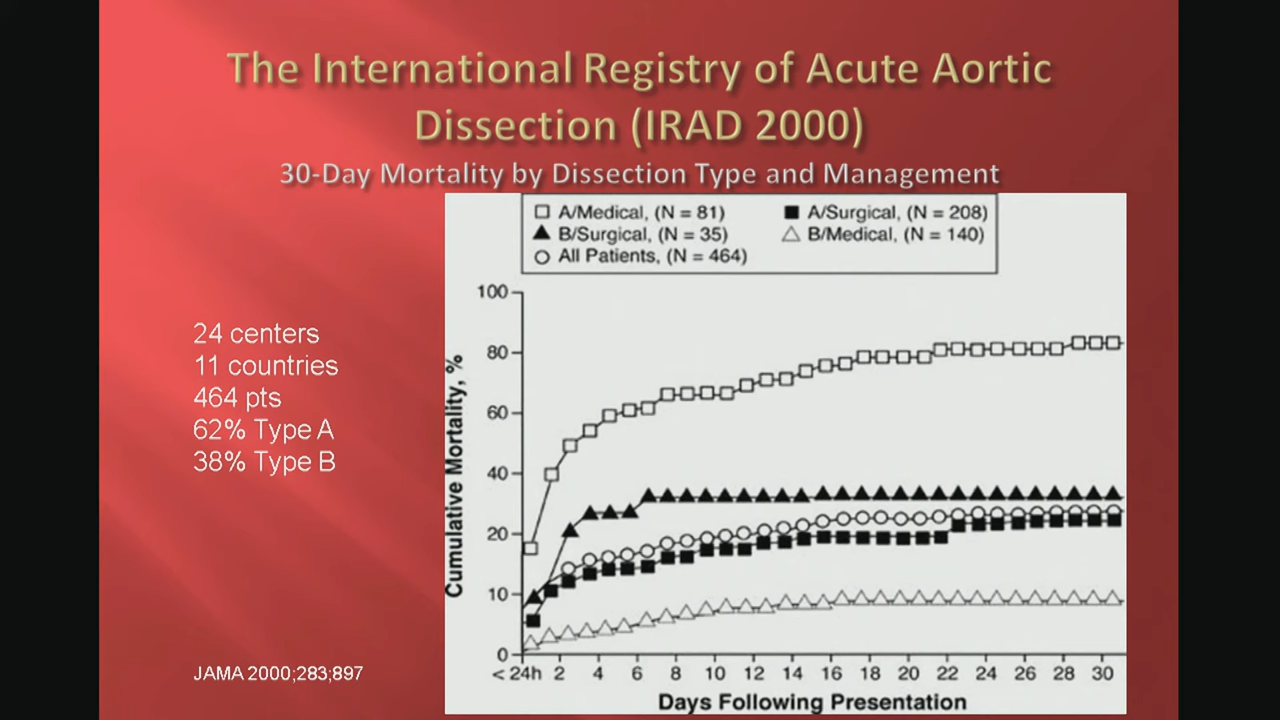 The International Registry of Acute Aortic
Dissection (IRAD 2000)
30-Day Mortality by Dissection Type and Management
24 centers
11 countries
464 pts
62% Type A
38% Type B
JAMA 2000;283;897
A/Medical, (N = 81)
A/Surgical, (N = 208)
B/Surgical, (N = 35)
B/Medical, (N = 140)
All Patients, (N = 464)
Cumulative Mortality, %
100
80
60
40
20
10
0
< 24h 2 4 6 8 10 12 14 16 18 20 22 24 26 28 30
Days Following Presentation